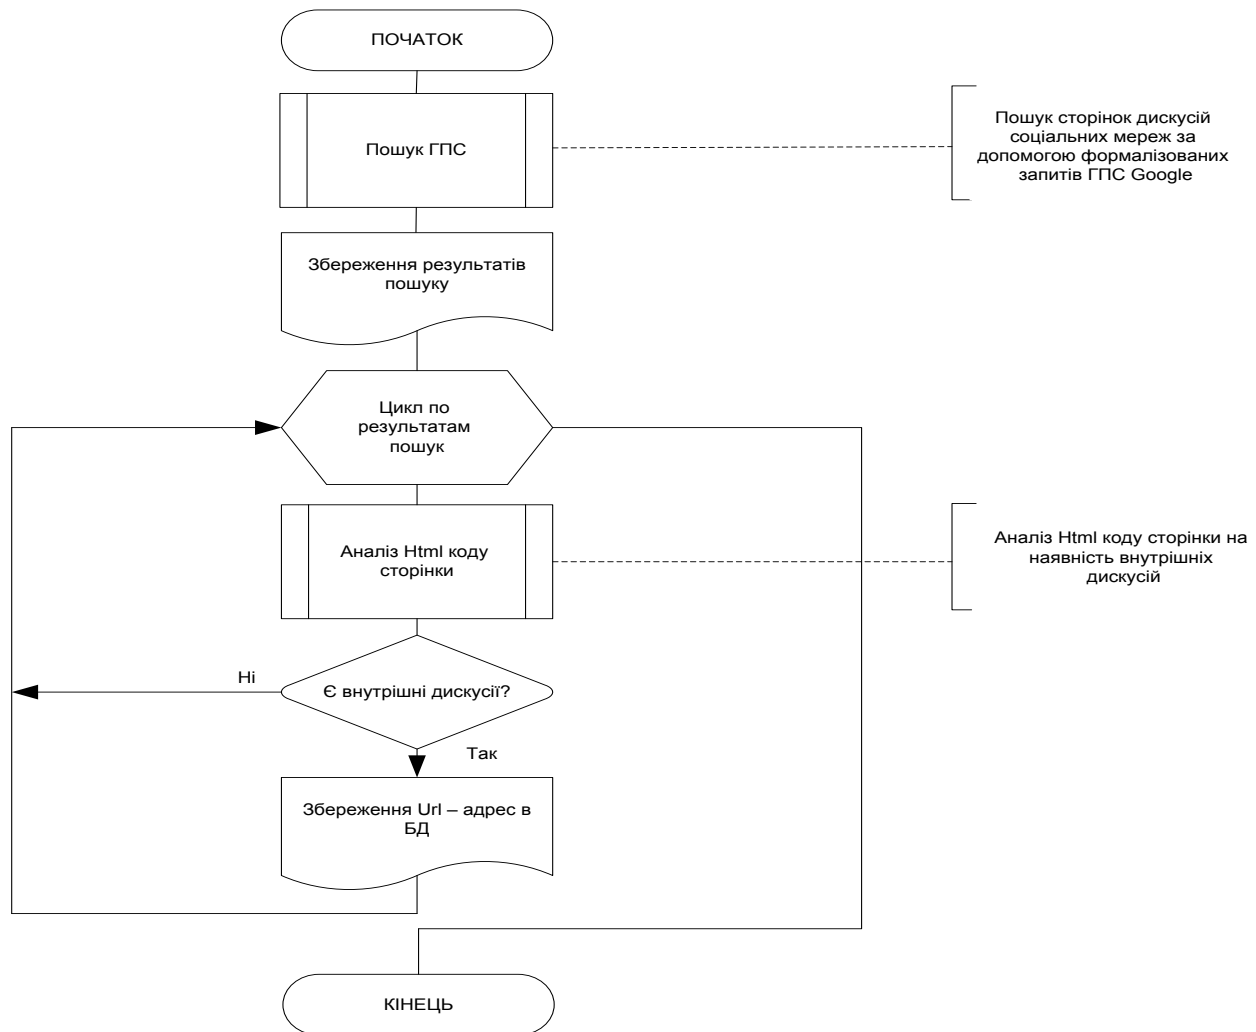 ПОЧАТОК
Пошук ГПС
Пошук сторінок дискусій
соціальних мереж за
допомогою формалізованих
запитів ГПС Google
Збереження результатів
пошуку
Цикл по
результатам
пошук
Аналіз Html коду
сторінки
Аналіз Html коду сторінки на
наявність внутрішніх
дискусій
Ні
Є внутрішні дискусії?
Так
Збереження Url – адрес в
БД
КІНЕЦЬ